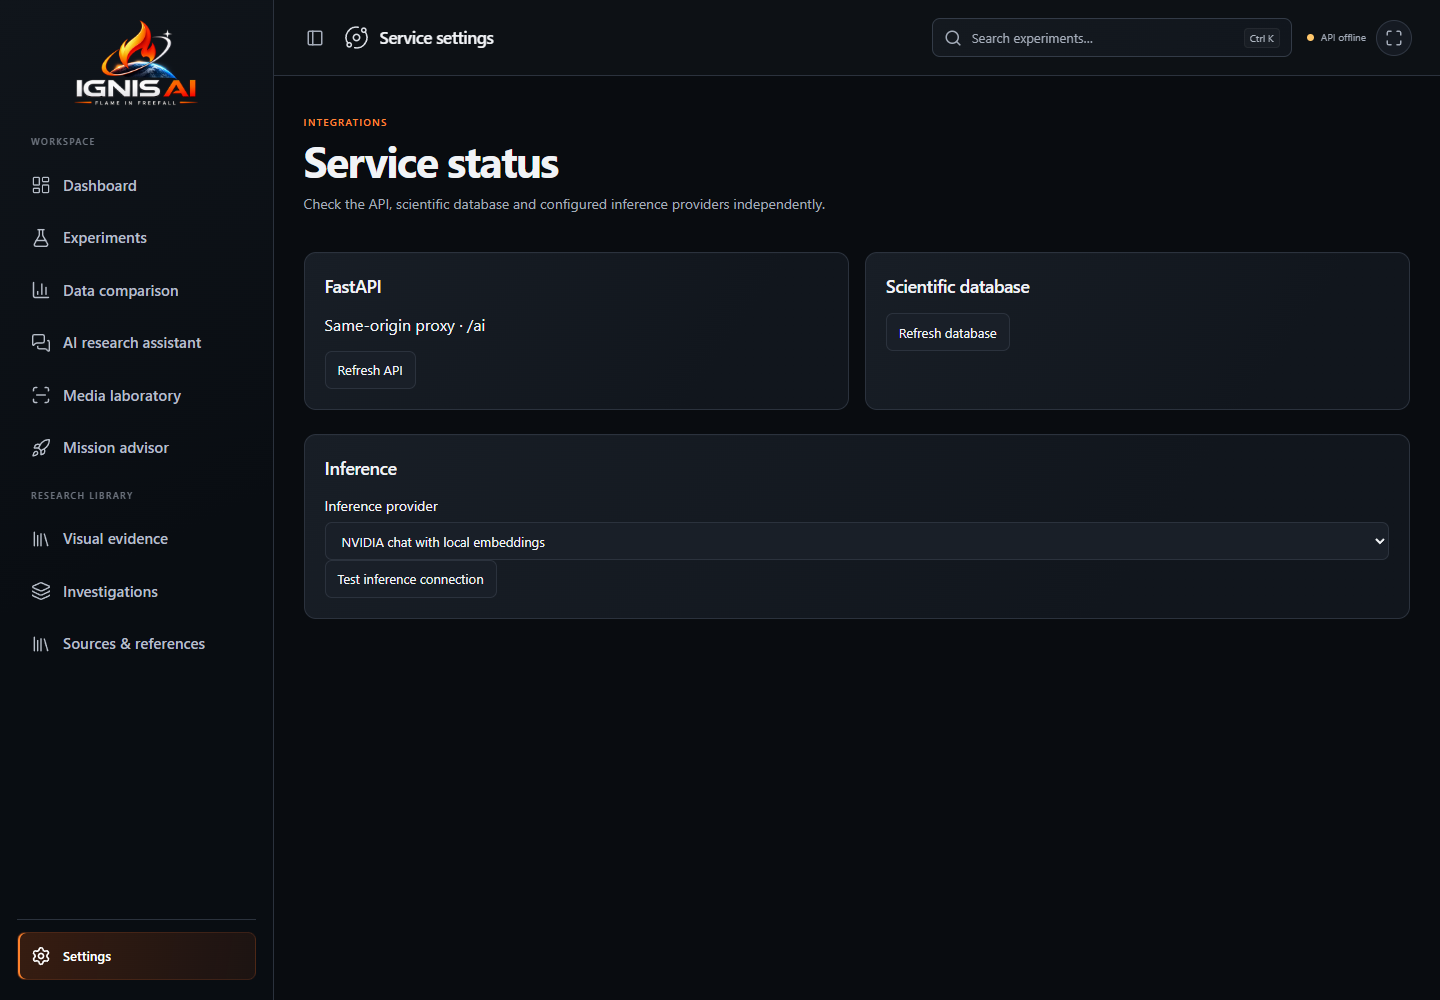 IGNIS AI
FLAME IN FREEFALL
WORKSPACE
Dashboard
Experiments
Data comparison
AI research assistant
Media laboratory
Mission advisor
RESEARCH LIBRARY
Visual evidence
Investigations
Sources & references
Settings
Service settings
Search experiments...
Ctrl K
API offline
INTEGRATIONS
Service status
Check the API, scientific database and configured inference providers independently.
FastAPI
Same-origin proxy · /ai
Refresh API
Scientific database
Refresh database
Inference
Inference provider
NVIDIA chat with local embeddings
Test inference connection